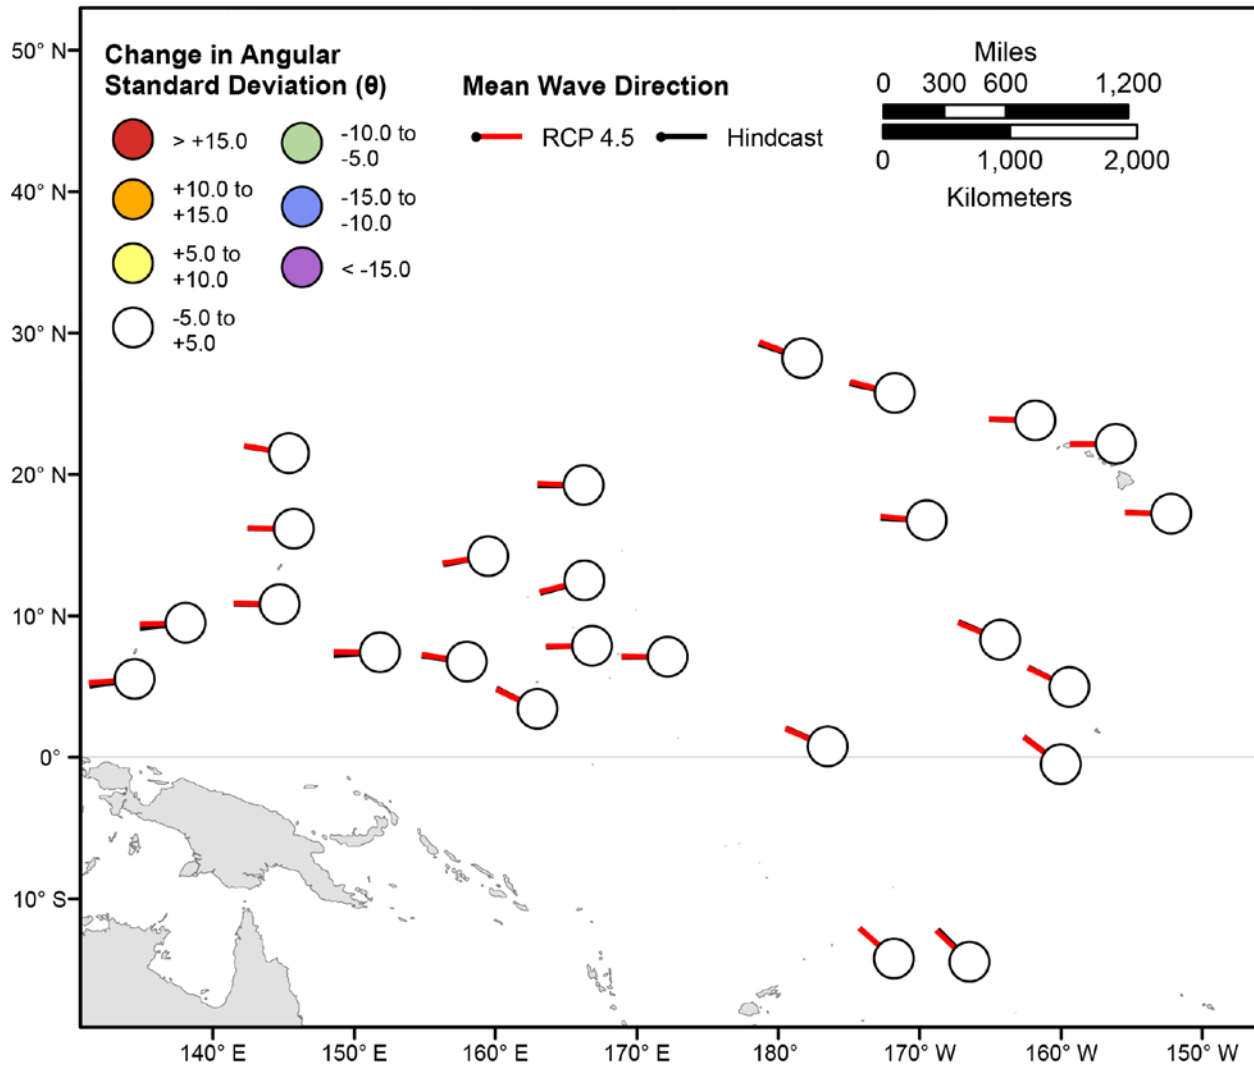 Change in Angular
Standard Deviation (θ)
> +15.0
+10.0 to
+15.0
+5.0 to
+10.0
-5.0 to
+5.0
-10.0 to
-5.0
-15.0 to
-10.0
< -15.0
Mean Wave Direction
RCP 4.5
Hindcast
Miles
0 300 600 1,200
0 1,000 2,000
Kilometers
50° N
40° N
30° N
20° N
10° N
0°
10° S
140° E 150° E 160° E 170° E 180° 170° W 160° W 150° W